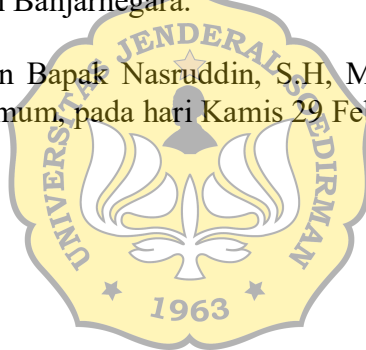 i Banjarnegara.
n Bapak Nasruddin, S.H, M
mum, pada hari Kamis 29 Fe
UNIVERSITAS JENDERAL SOEDIRMAN
1963